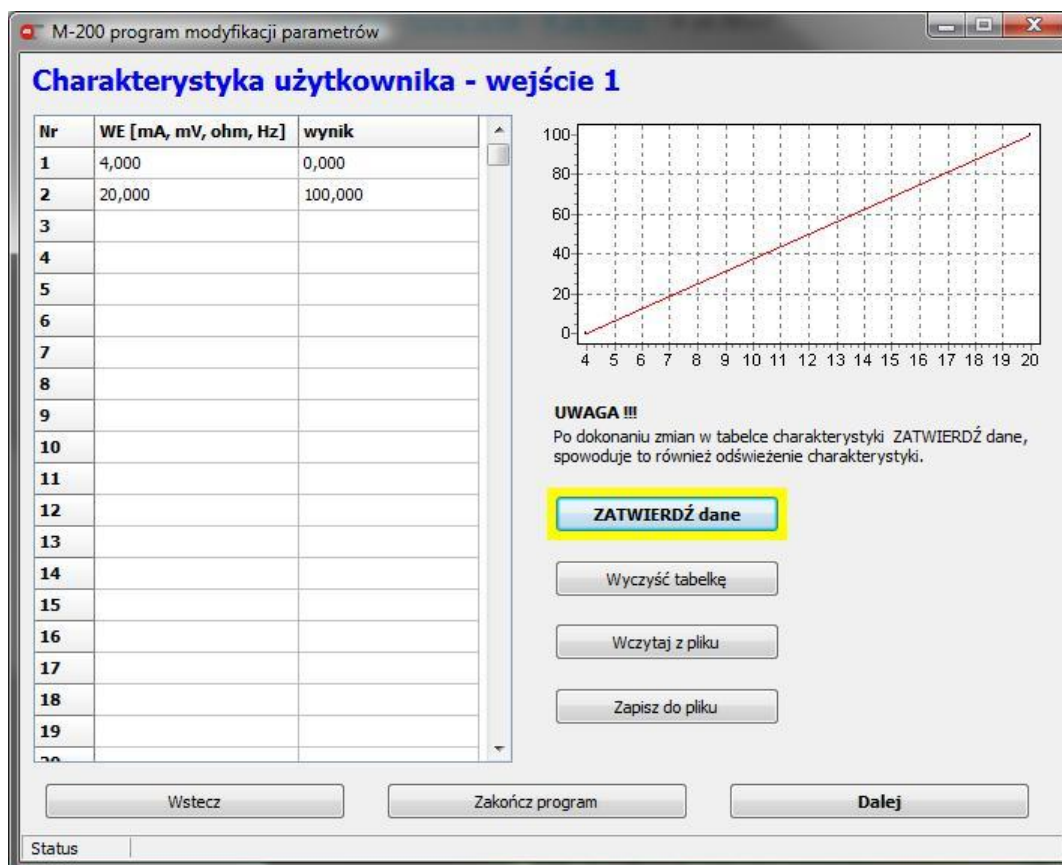 M-200 program modyfikacji parametrów
Charakterystyka użytkownika - wejście 1
Nr WE [mA, mV, ohm, Hz] wynik
1 4,000 0,000
2 20,000 100,000
3
4
5
6
7
8
9
10
11
12
13
14
15
16
17
18
19
20
100
80
60
40
20
0
4 5 6 7 8 9 10 11 12 13 14 15 16 17 18 19 20
UWAGA !!!
Po dokonaniu zmian w tabelce charakterystyki ZATWIERDŹ dane,
spowoduje to również odświeżenie charakterystyki.
ZATWIERDŹ dane
Wyczyść tabelkę
Wczytaj z pliku
Zapisz do pliku
Wstecz Zakończ program Dalej
Status